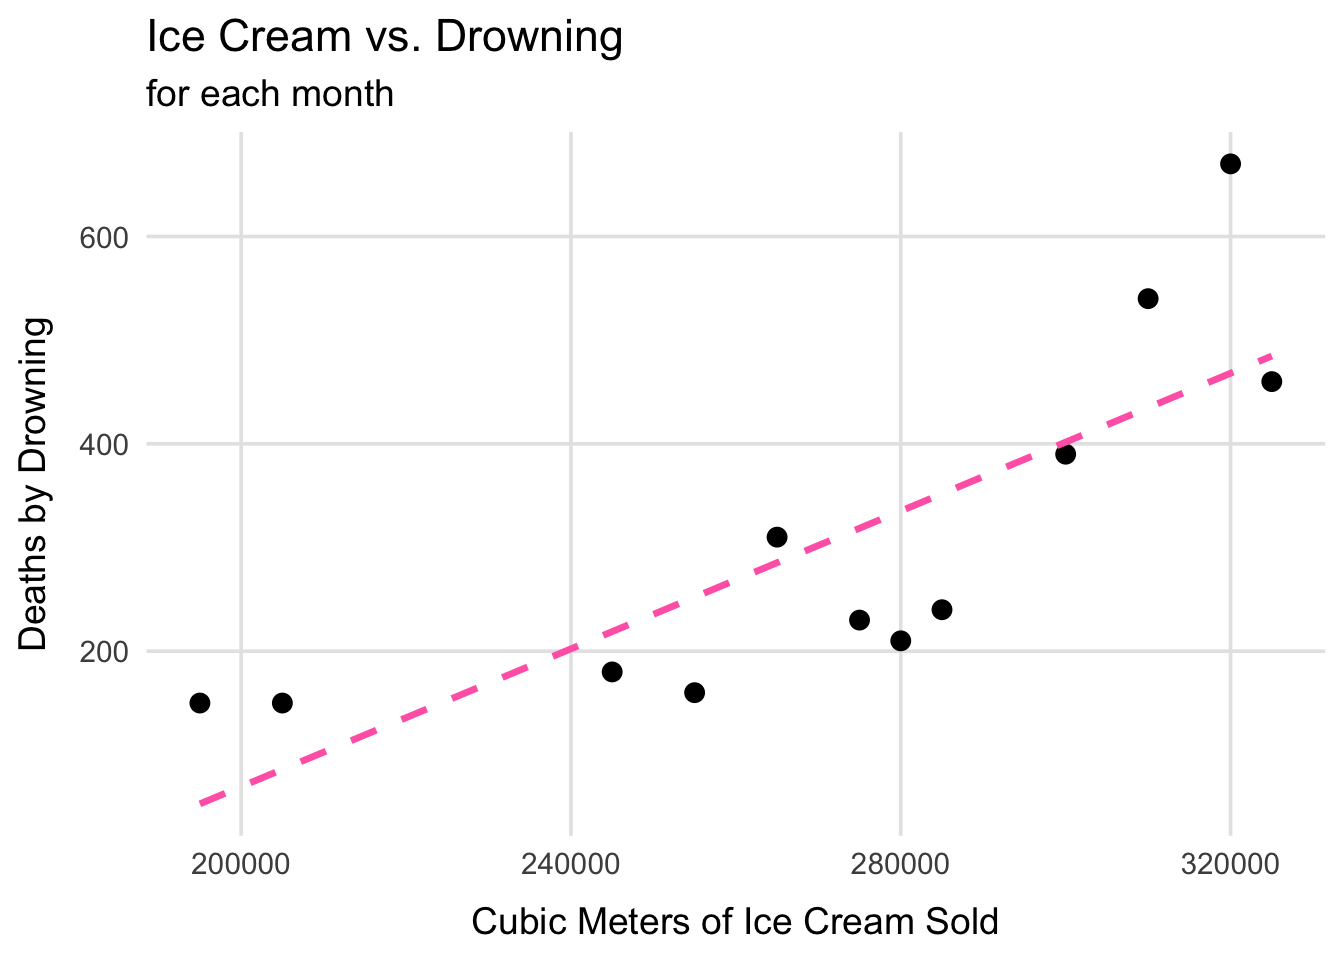 Ice Cream vs. Drowning
for each month
600
400
200
Deaths by Drowning
200000 240000 280000 320000
Cubic Meters of Ice Cream Sold